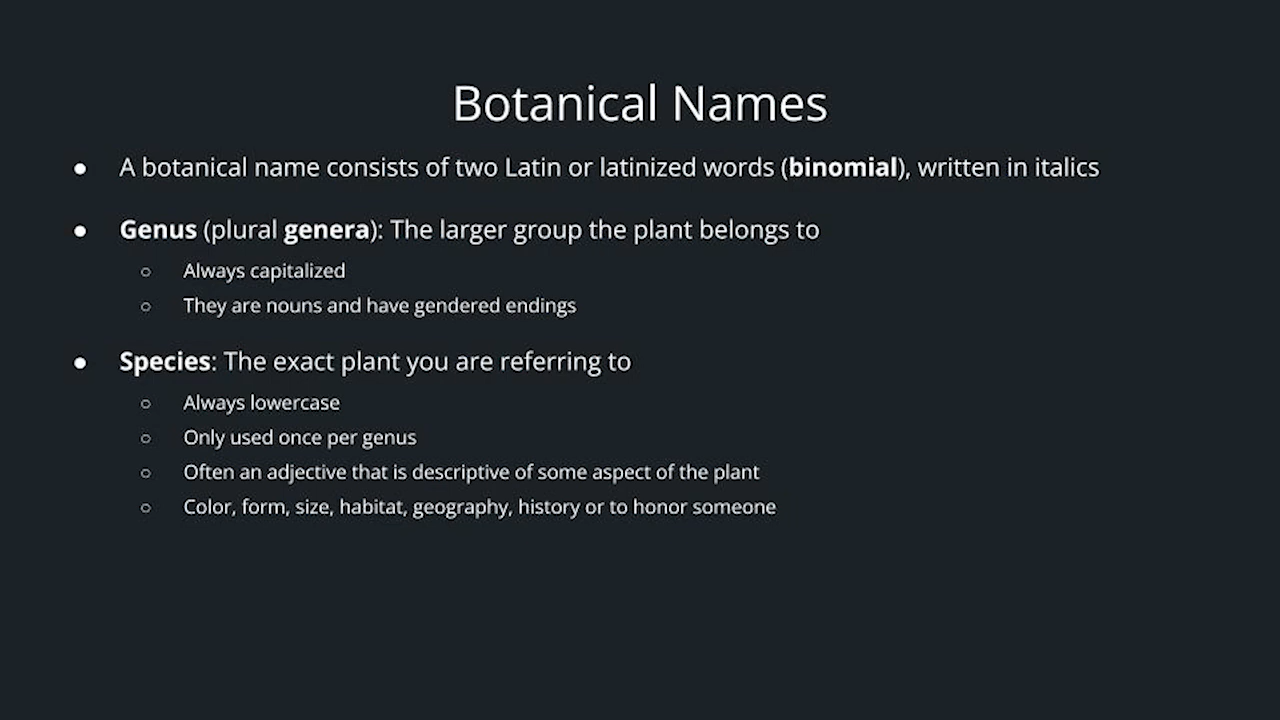 Botanical Names
● A botanical name consists of two Latin or latinized words (binomial), written in italics
● Genus (plural genera): The larger group the plant belongs to
○ Always capitalized
○ They are nouns and have gendered endings
● Species: The exact plant you are referring to
○ Always lowercase
○ Only used once per genus
○ Often an adjective that is descriptive of some aspect of the plant
○ Color, form, size, habitat, geography, history or to honor someone